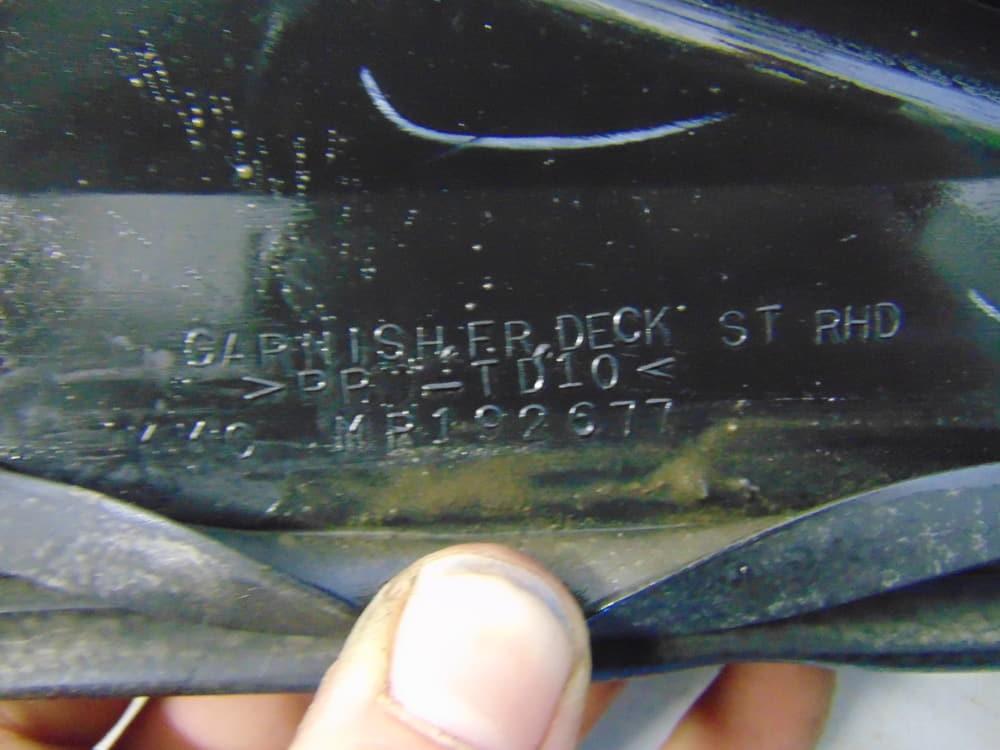 GARNISH,FR,DECK ST RHD
>PP -TD10<
MR192677